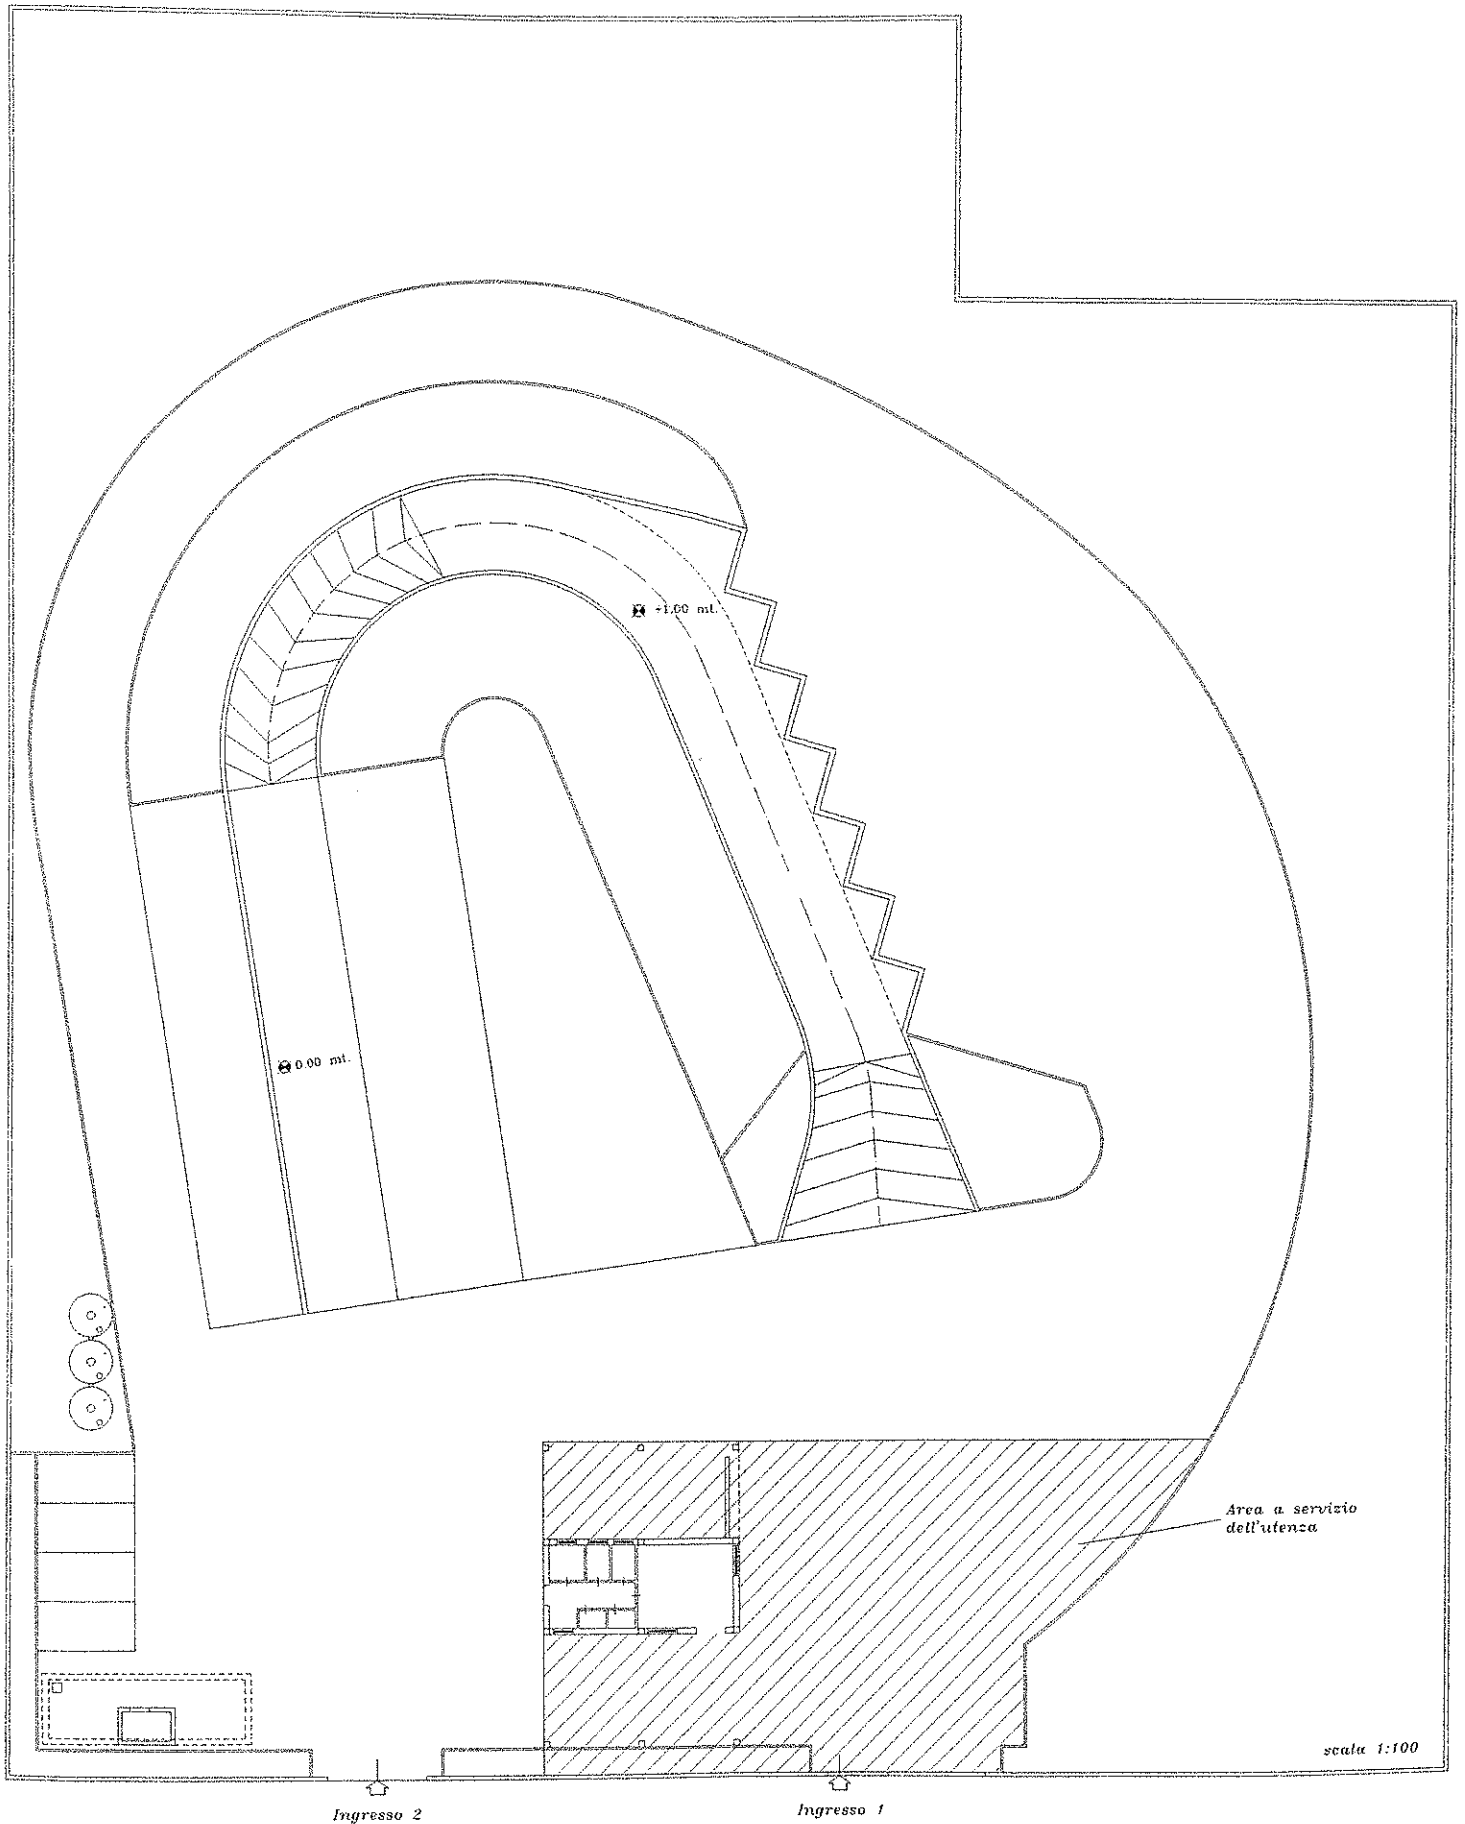 +1.00 mt.
0.00 mt.
Area a servizio
dell'utenza
scala 1:100
Ingresso 2
Ingresso 1